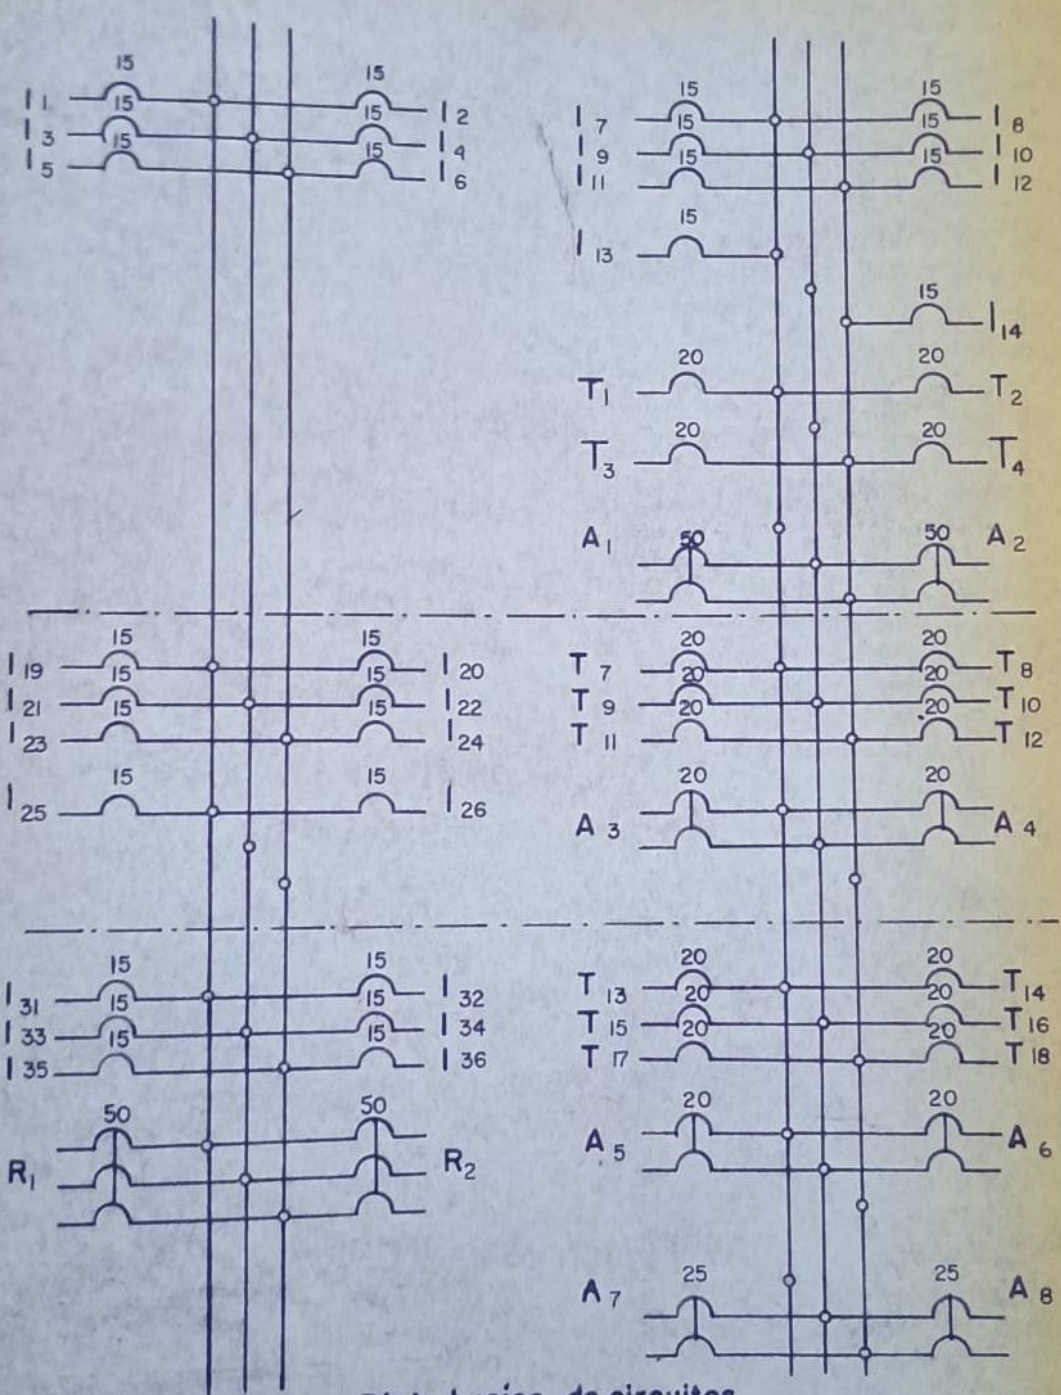 15 15
I 1 I 2
15 15
I 3 I 4
15 15
I 5 I 6
15 15
I 7 I 8
15 15
I 9 I 10
15 15
I 11 I 12
15
I 13
15
I 14
20 20
T 1 T 2
20 20
T 3 T 4
50 50
A 1 A 2
15 15
I 19 I 20
15 15
I 21 I 22
15 15
I 23 I 24
15 15
I 25 I 26
20 20
T 7 T 8
20 20
T 9 T 10
20 20
T 11 T 12
20 20
A 3 A 4
15 15
I 31 I 32
15 15
I 33 I 34
15 15
I 35 I 36
50 50
R 1 R 2
20 20
T 13 T 14
20 20
T 15 T 16
20 20
T 17 T 18
20 20
A 5 A 6
25 25
A 7 A 8
de circuitos